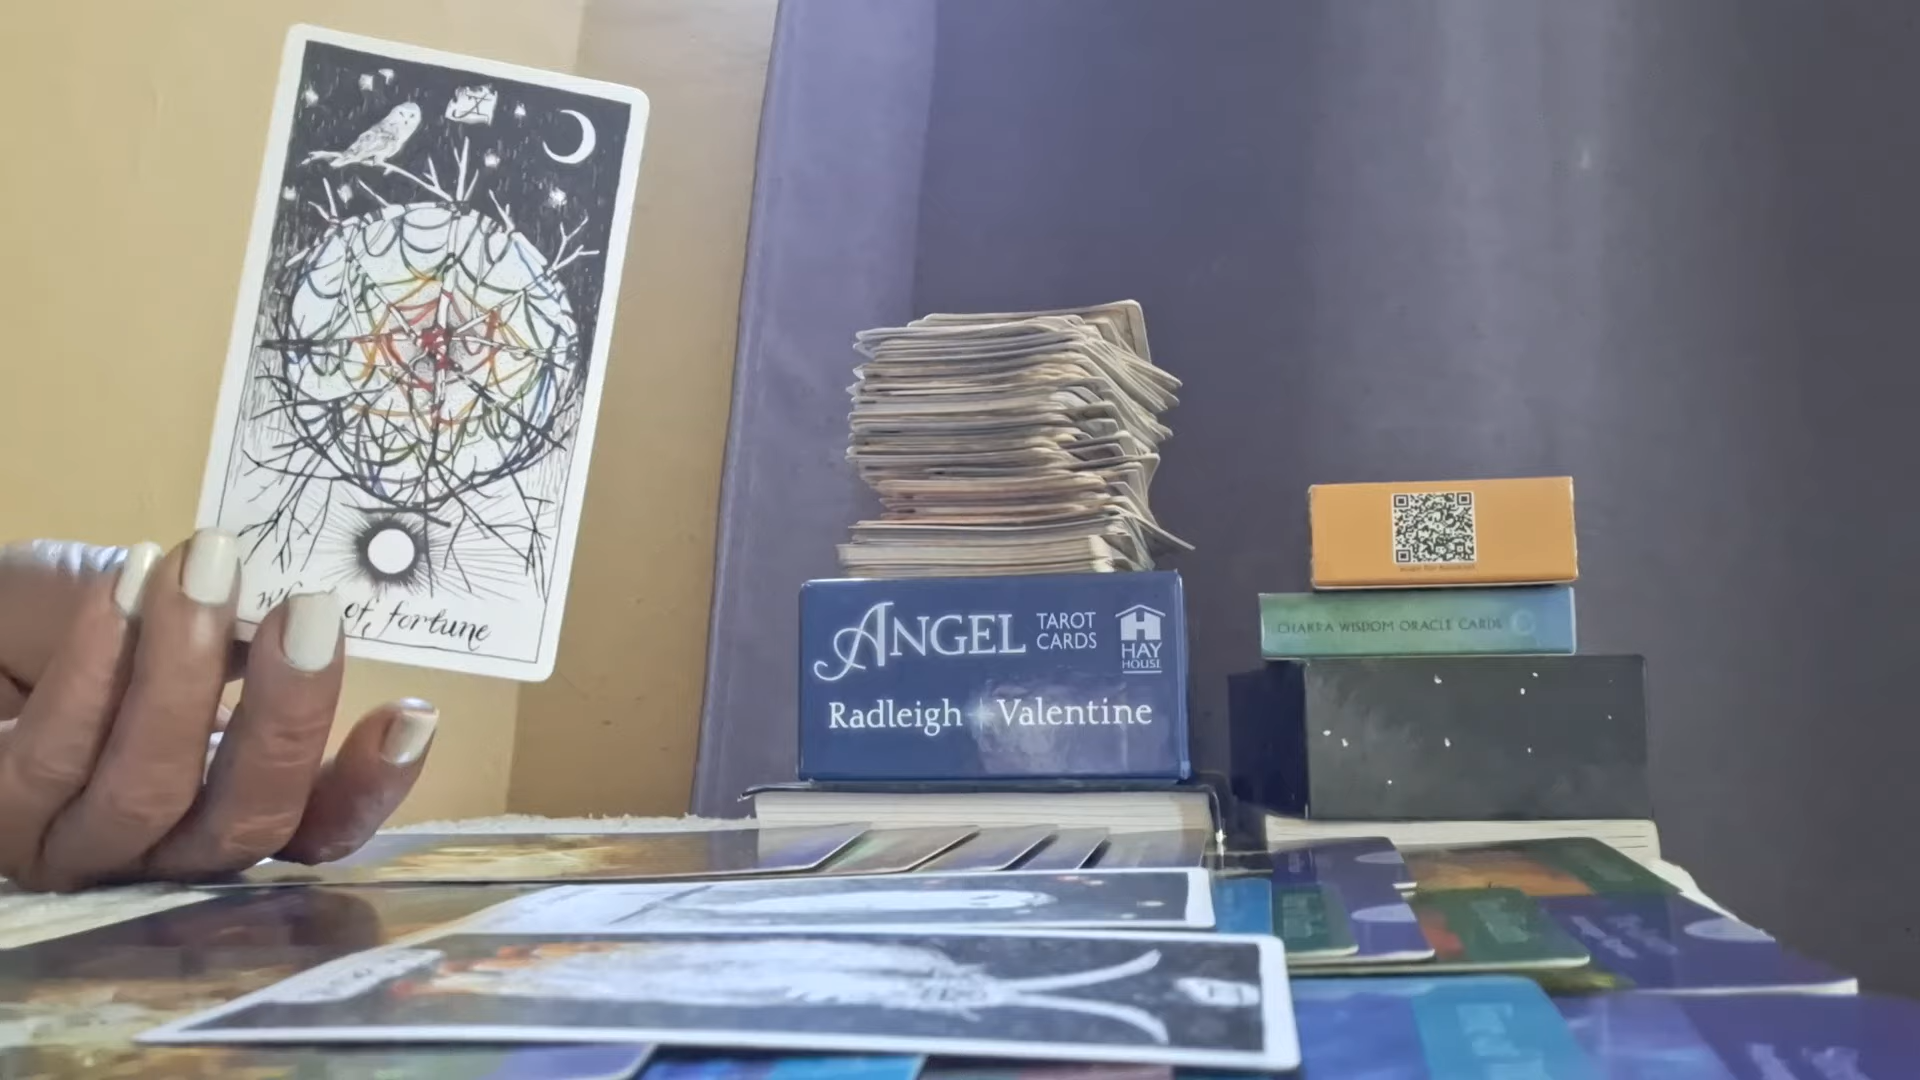 X
of fortune
ANGEL
TAROT
CARDS
HAY
HOUSE
Radleigh Valentine
CHAKRA WISDOM ORACLE CARDS